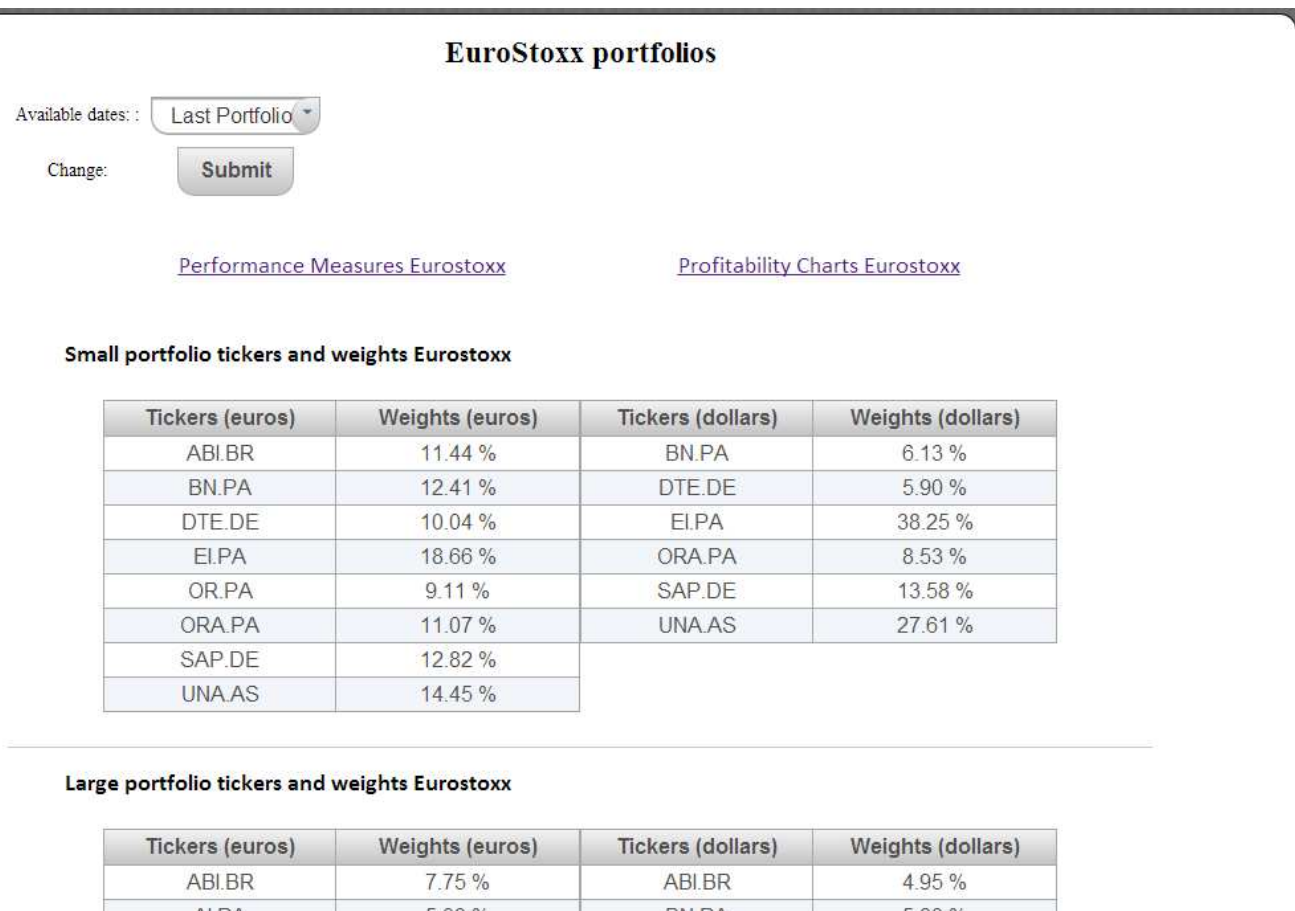 EuroStoxx portfolios
Available dates: : Last Portfolio
Change: Submit
Performance Measures Eurostoxx Profitability Charts Eurostoxx
Small portfolio tickers and weights Eurostoxx
Tickers (euros) Weights (euros) Tickers (dollars) Weights (dollars)
ABI.BR 11.44 % BN.PA 6.13 %
BN.PA 12.41 % DTE.DE 5.90 %
DTE.DE 10.04 % EI.PA 38.25 %
EI.PA 18.66 % ORA.PA 8.53 %
OR.PA 9.11 % SAP.DE 13.58 %
ORA.PA 11.07 % UNA.AS 27.61 %
SAP.DE 12.82 %
UNA.AS 14.45 %
Large portfolio tickers and weights Eurostoxx
Tickers (euros) Weights (euros) Tickers (dollars) Weights (dollars)
ABI.BR 7.75 % ABI.BR 4.95 %